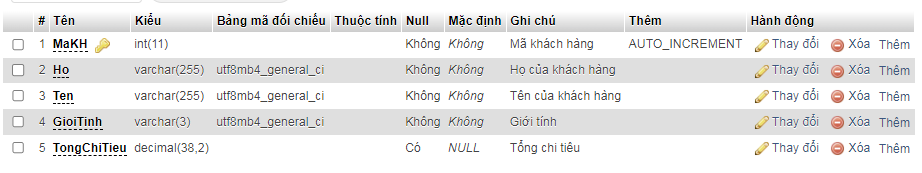 # Tên Kiểu Bảng mã đối chiếu Thuộc tính Null Mặc định Ghi chú Thêm Hành động
1 MaKH int(11) Không Không Mã khách hàng AUTO_INCREMENT Thay đổi Xóa Thêm
2 Ho varchar(255) utf8mb4_general_ci Không Không Họ của khách hàng Thay đổi Xóa Thêm
3 Ten varchar(255) utf8mb4_general_ci Không Không Tên của khách hàng Thay đổi Xóa Thêm
4 GioiTinh varchar(3) utf8mb4_general_ci Không Không Giới tính Thay đổi Xóa Thêm
5 TongChiTieu decimal(38,2) Có NULL Tổng chi tiêu Thay đổi Xóa Thêm